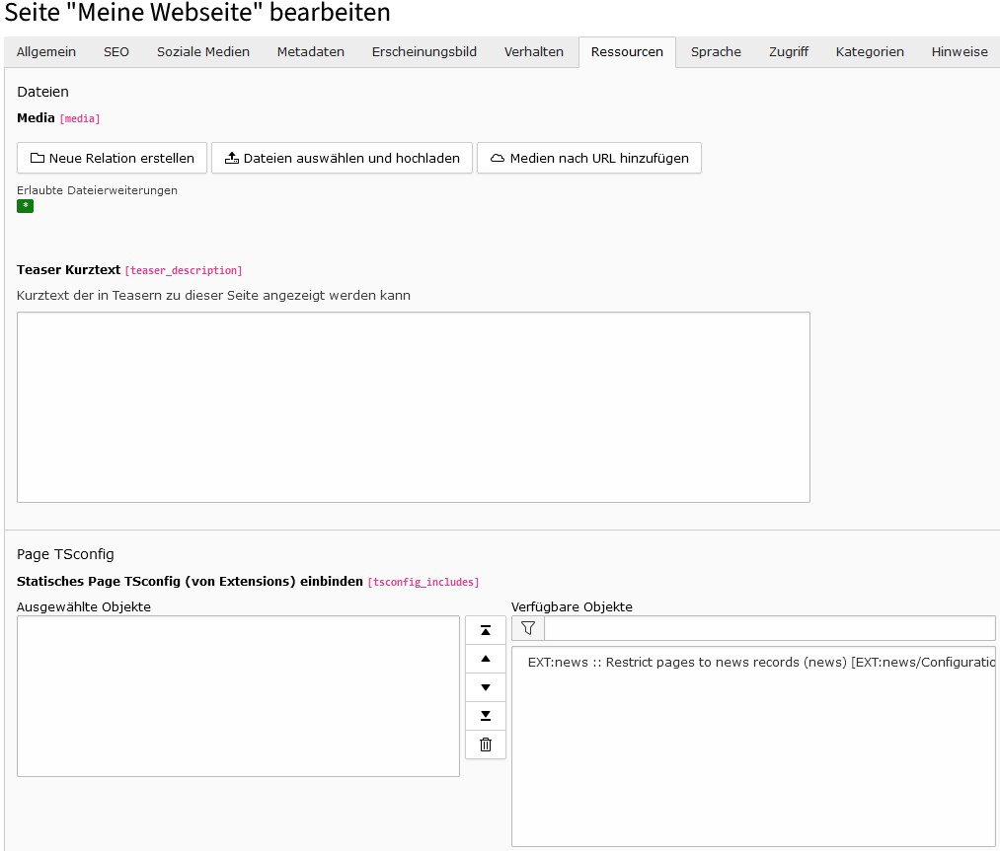 Seite "Meine Webseite" bearbeiten
Allgemein SEO Soziale Medien Metadaten Erscheinungsbild Verhalten Ressourcen Sprache Zugriff Kategorien Hinweise
Dateien
Media [media]
Neue Relation erstellen Dateien auswählen und hochladen Medien nach URL hinzufügen
Erlaubte Dateierweiterungen
*
Teaser Kurztext [teaser_description]
Kurztext der in Teasern zu dieser Seite angezeigt werden kann
Page TSconfig
Statisches Page TSconfig (von Extensions) einbinden [tsconfig_includes]
Ausgewählte Objekte Verfügbare Objekte
EXT:news :: Restrict pages to news records (news) [EXT:news/Configuratio